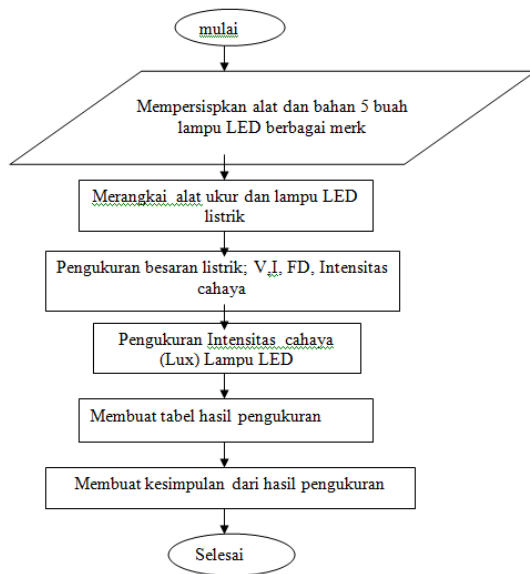 mulai
Mempersispkan alat dan bahan 5 buah
lampu LED berbagai merk
Merangkai alat ukur dan lampu LED
listrik
Pengukuran besaran listrik; V,I, FD, Intensitas
cahaya
Pengukuran Intensitas cahaya
(Lux) Lampu LED
Membuat tabel hasil pengukuran
Membuat kesimpulan dari hasil pengukuran
Selesai